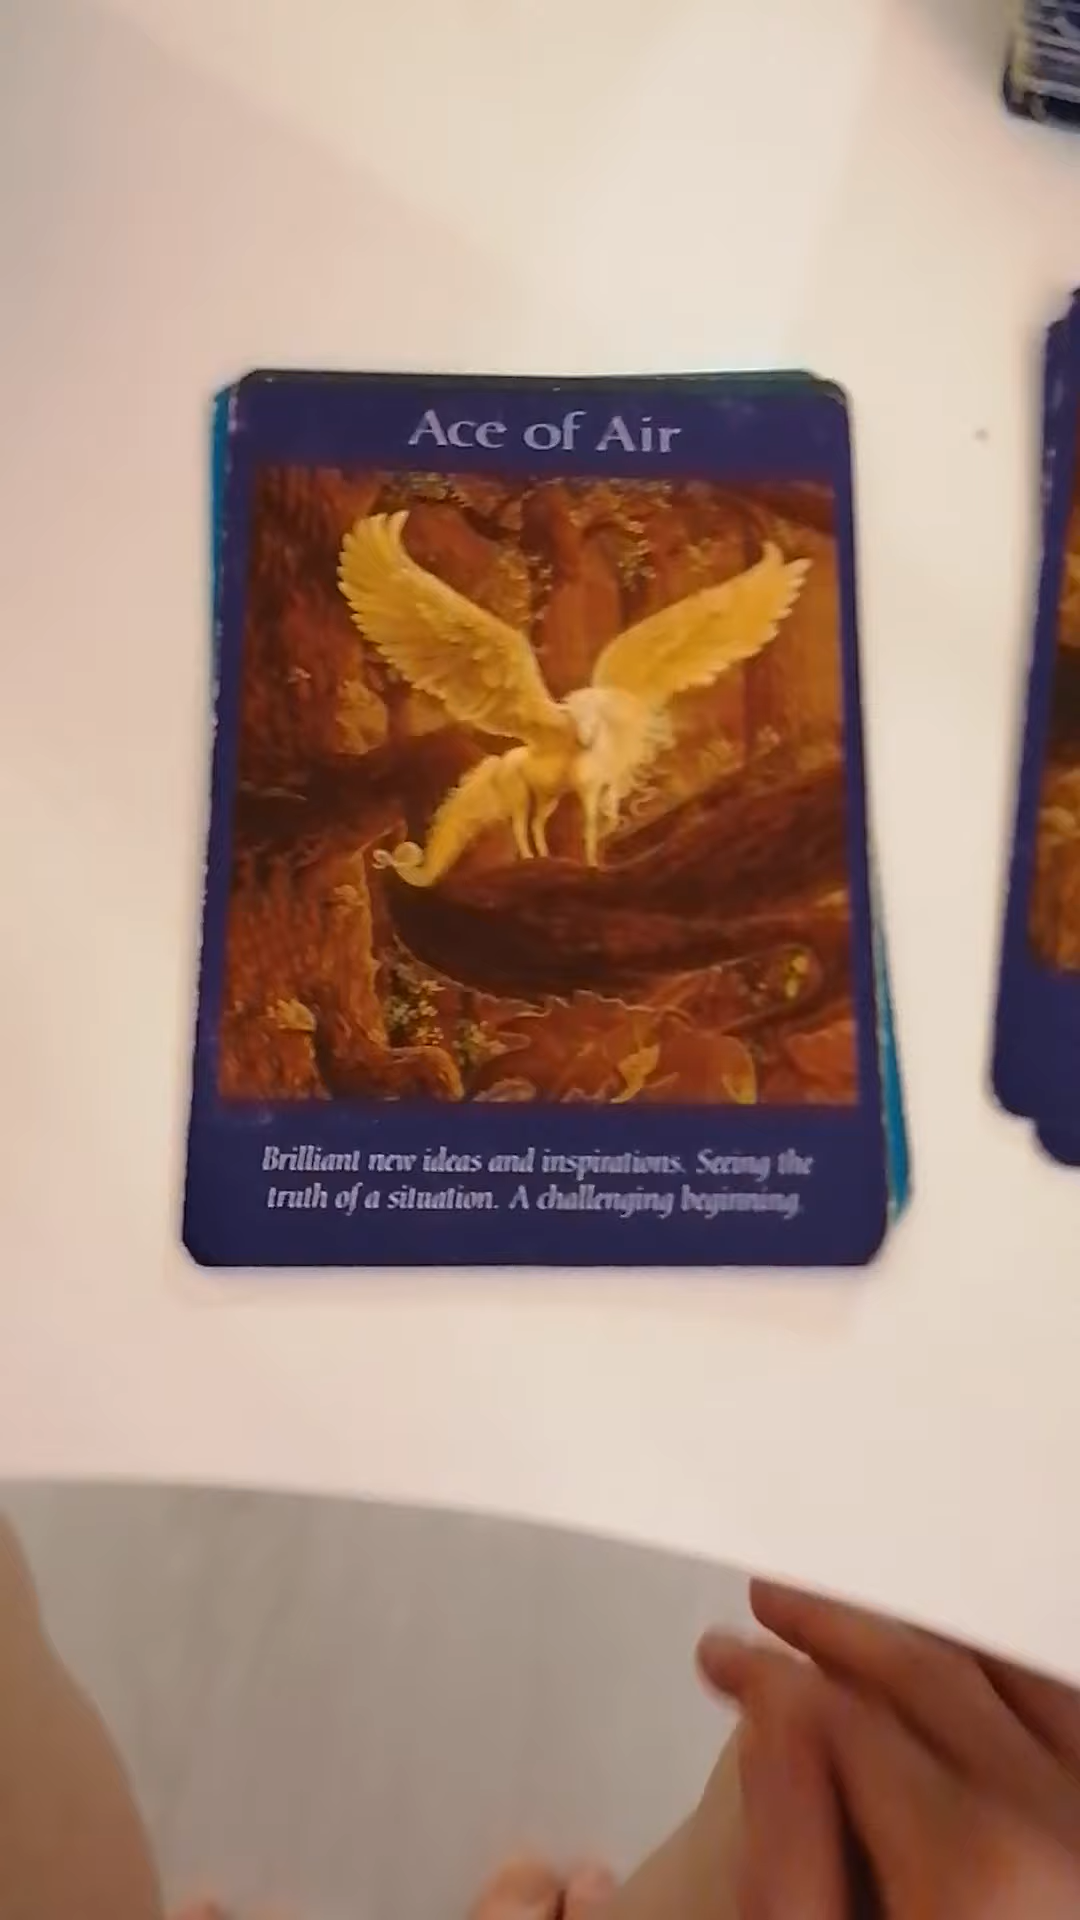 Ace of Air
Brilliant new ideas and inspirations. Seeing the
truth of a situation. A challenging beginning.